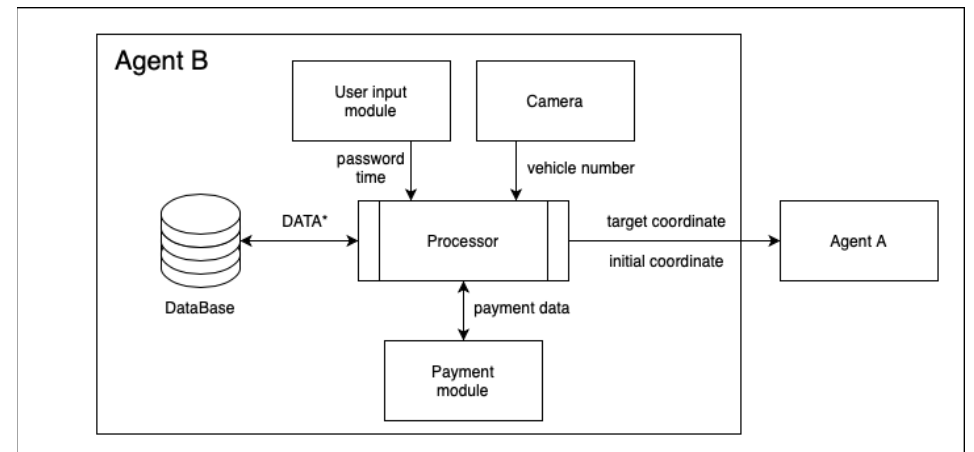 Agent B
User input
module
Camera
password
time
vehicle number
DATA*
Processor
target coordinate
initial coordinate
Agent A
DataBase
payment data
Payment
module